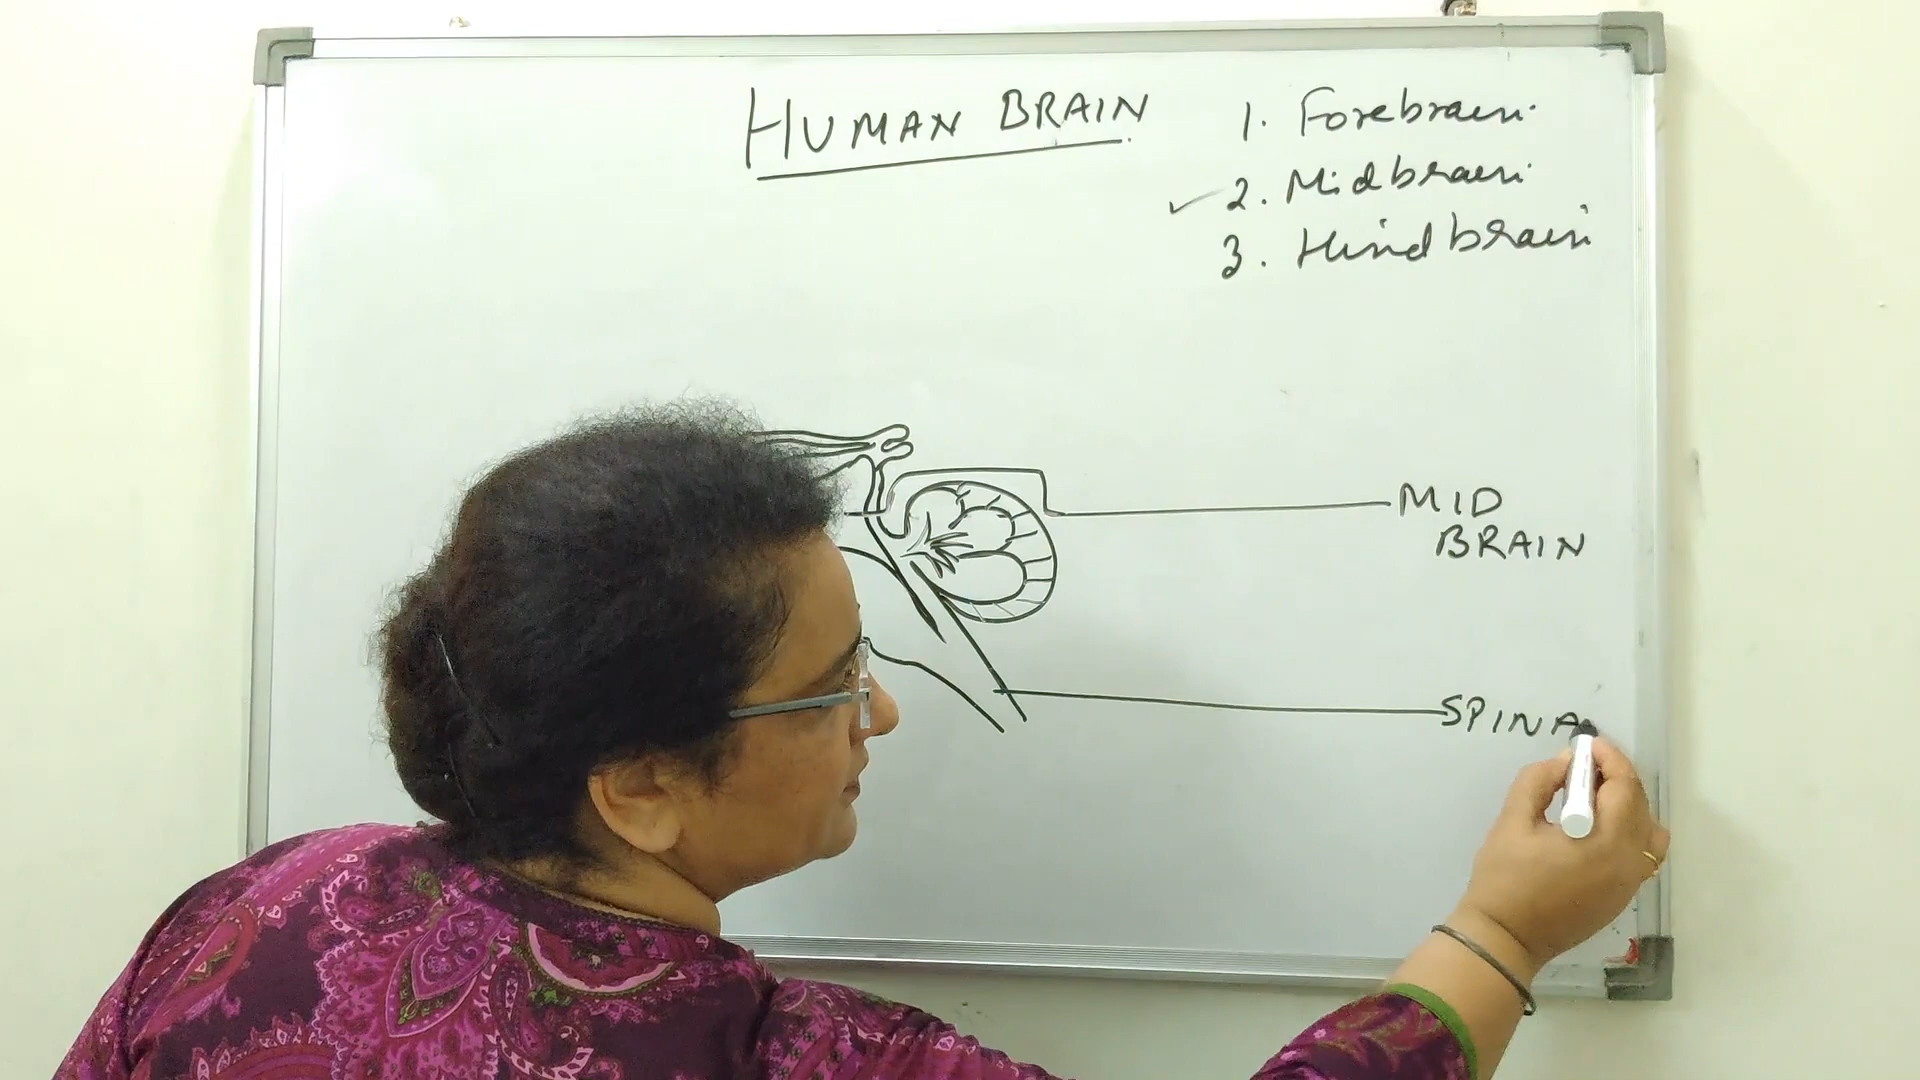 HUMAN BRAIN
1. Forebrain
2. Midbrain
3. Hindbrain
MID
BRAIN
SPINA